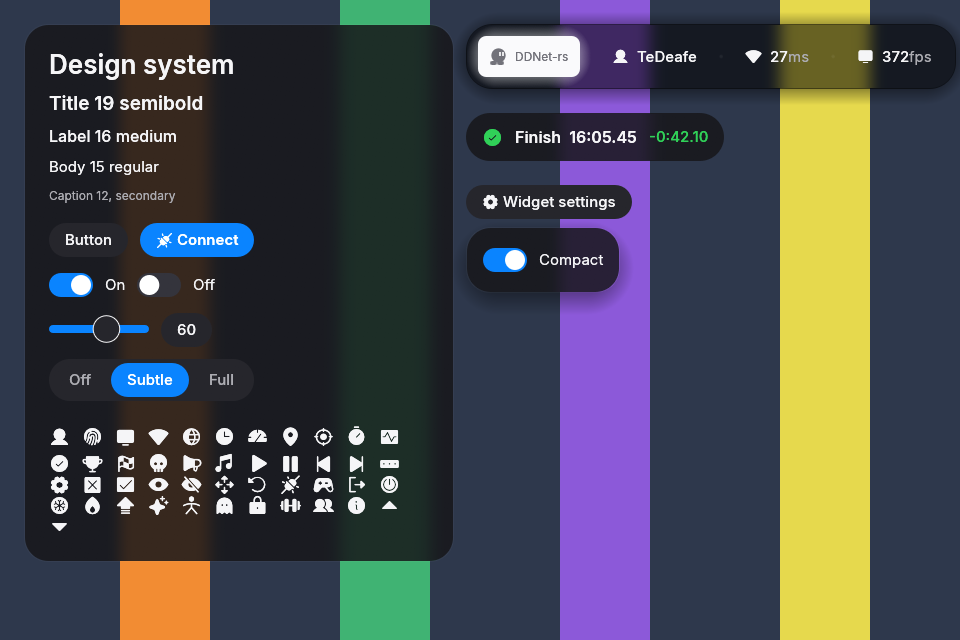 Design system
Title 19 semibold
Label 16 medium
Body 15 regular
Caption 12, secondary
Button
Connect
On
Off
60
Off
Subtle
Full
DDNet-rs
TeDeafe
27ms
372fps
Finish 16:05.45 -0:42.10
Widget settings
Compact